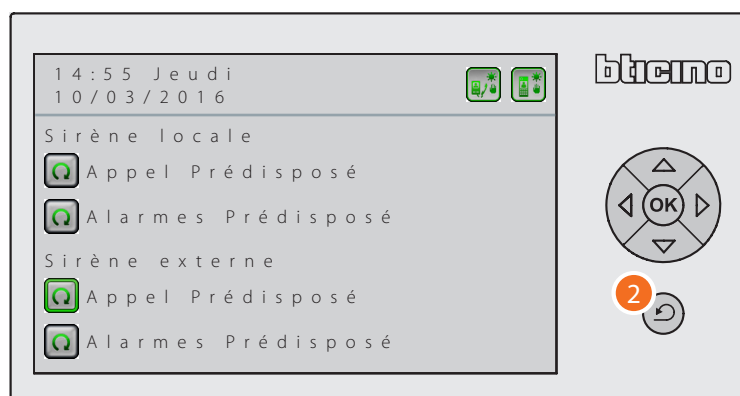 14:55 Jeudi
10/03/2016
bticino
Sirène locale
Appel Prédisposé
Alarmes Prédisposé
OK
Sirène externe
Appel Prédisposé
2
Alarmes Prédisposé